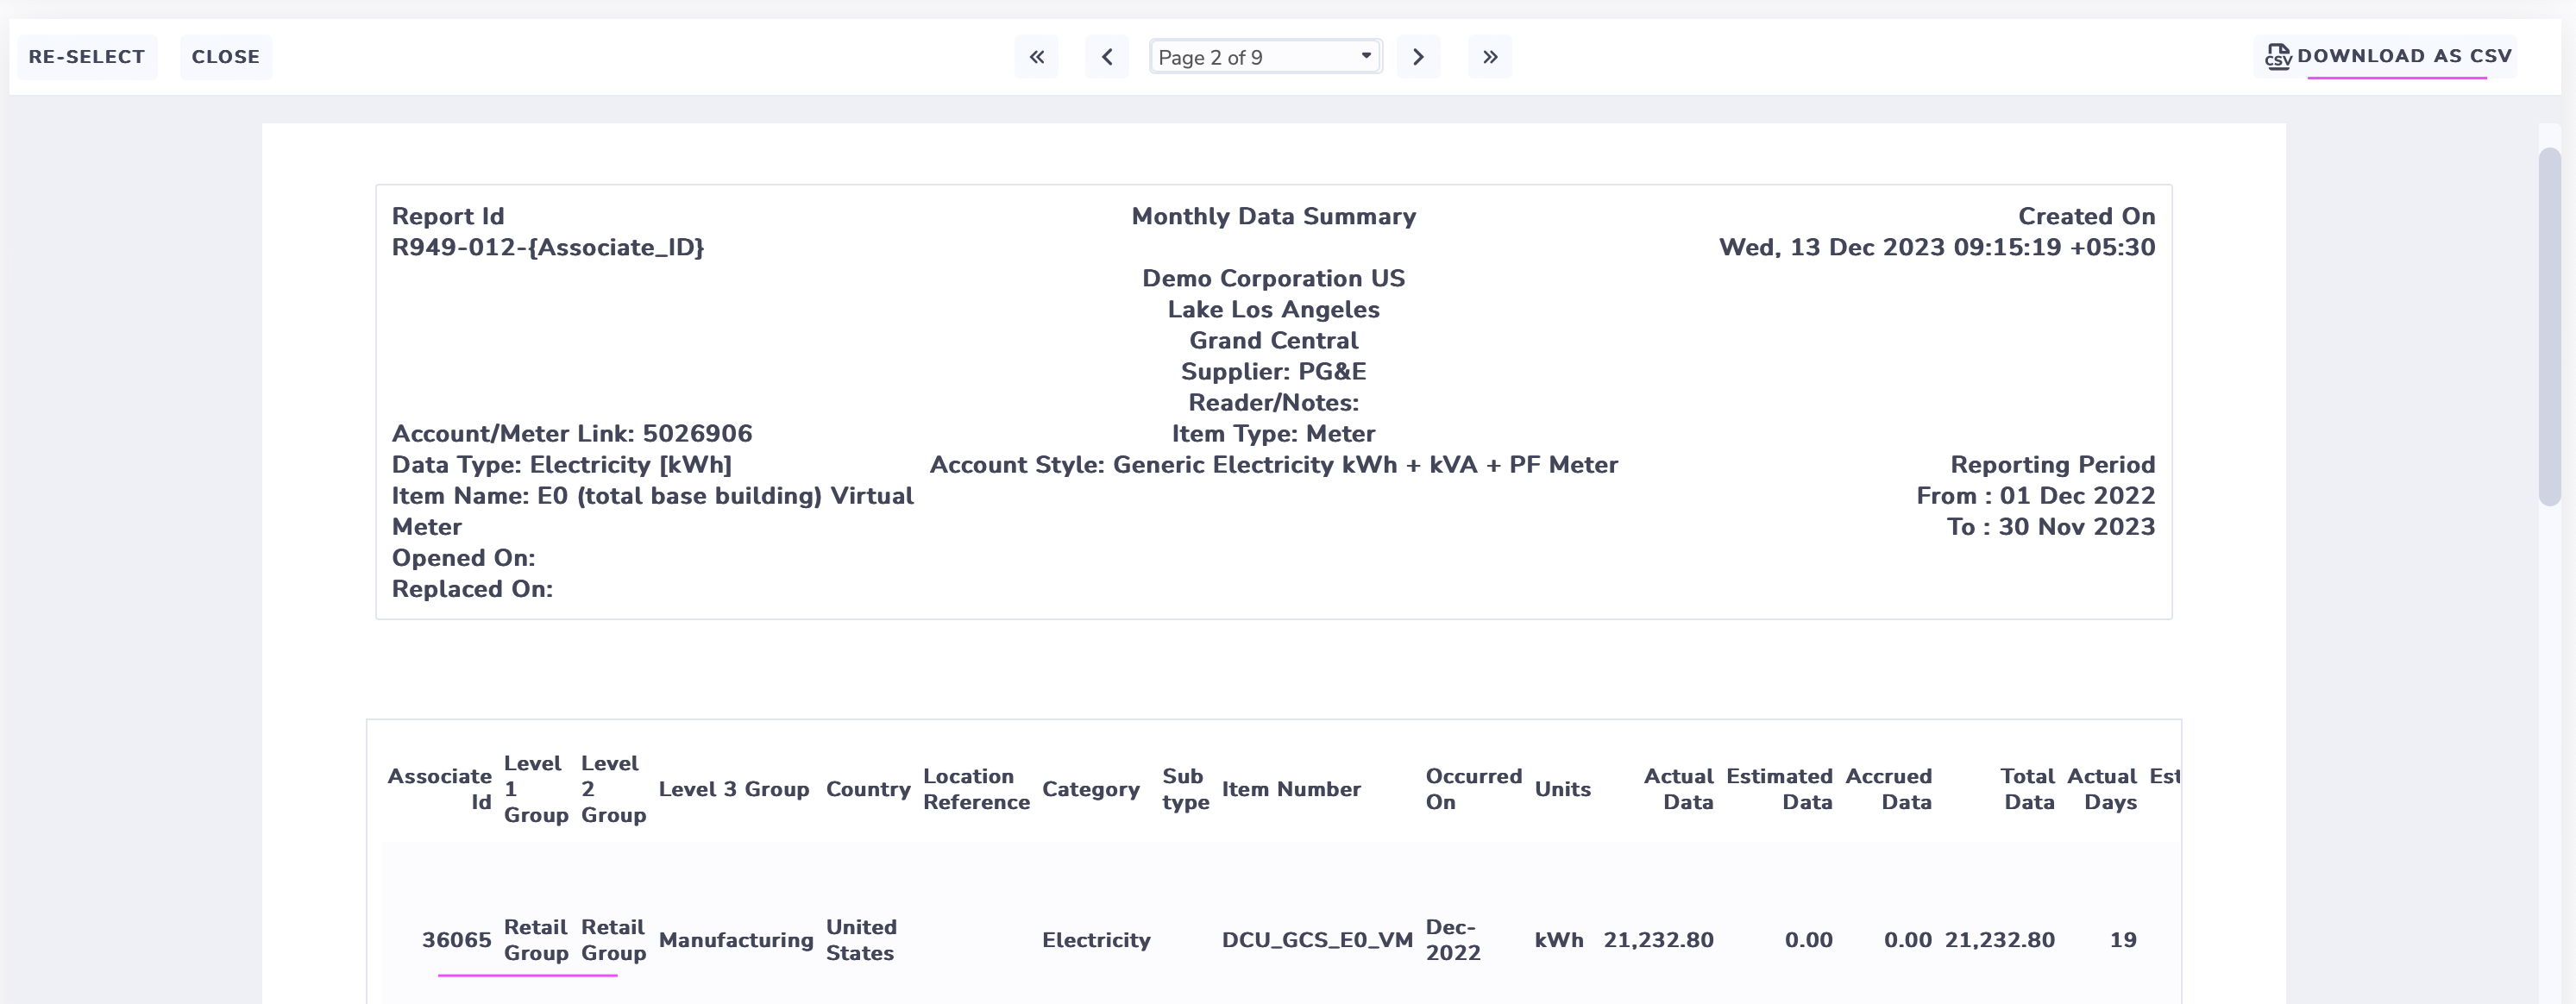 RE-SELECT CLOSE « < Page 2 of 9 > » CSV DOWNLOAD AS CSV
Report Id Monthly Data Summary Created On
R949-012-{Associate_ID} Wed, 13 Dec 2023 09:15:19 +05:30
Demo Corporation US
Lake Los Angeles
Grand Central
Supplier: PG&E
Reader/Notes:
Account/Meter Link: 5026906 Item Type: Meter
Data Type: Electricity [kWh] Account Style: Generic Electricity kWh + kVA + PF Meter Reporting Period
Item Name: E0 (total base building) Virtual From : 01 Dec 2022
Meter To : 30 Nov 2023
Opened On:
Replaced On:
Associate Id Level 1 Group Level 2 Group Level 3 Group Country Location Reference Category Sub type Item Number Occurred On Units Actual Data Estimated Data Accrued Data Total Data Actual Days Est
36065 Retail Group Retail Group Manufacturing United States Electricity DCU_GCS_E0_VM Dec-2022 kWh 21,232.80 0.00 0.00 21,232.80 19